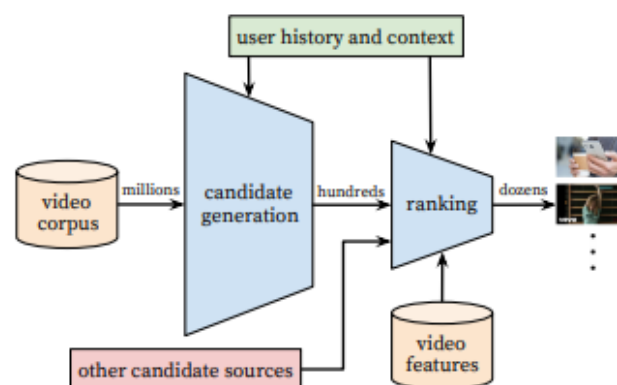 user history and context
video
corpus
millions
candidate
generation
hundreds
ranking
dozens
other candidate sources
video
features